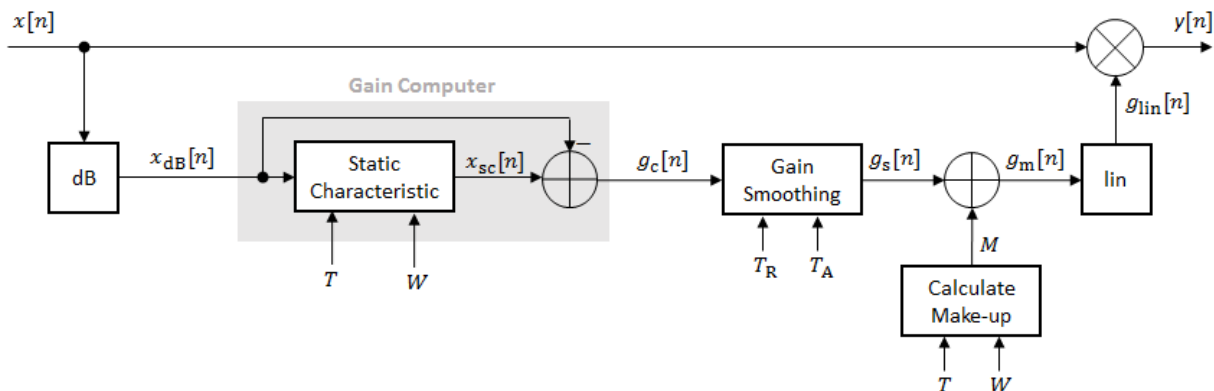 x[n]
y[n]
Gain Computer
g_lin[n]
dB
x_dB[n]
Static
Characteristic
x_sc[n]
−
g_c[n]
Gain
Smoothing
g_s[n]
g_m[n]
lin
T
W
T_R
T_A
M
Calculate
Make-up
T
W